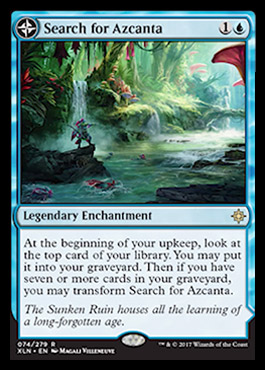 Search for Azcanta 1
Legendary Enchantment
At the beginning of your upkeep, look at
the top card of your library. You may put
it into your graveyard. Then if you have
seven or more cards in your graveyard,
you may transform Search for Azcanta.
The Sunken Ruin houses all the learning
of a long-forgotten age.
074/279 R
XLN • EN Magali Villeneuve
™ & © 2017 Wizards of the Coast